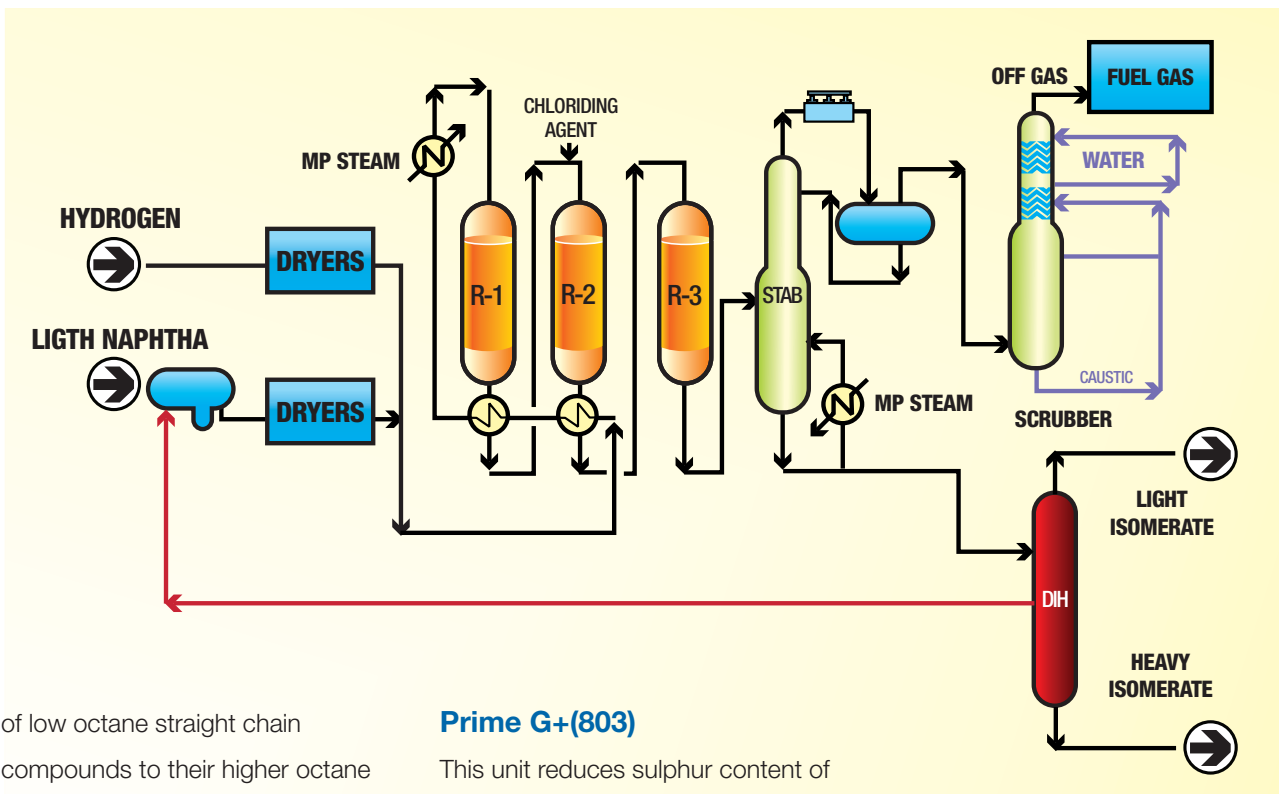 OFF GAS
FUEL GAS
CHLORIDING
AGENT
MP STEAM
WATER
HYDROGEN
DRYERS
R-1
R-2
R-3
STAB
LIGTH NAPHTHA
DRYERS
MP STEAM
CAUSTIC
SCRUBBER
LIGHT
ISOMERATE
DIH
HEAVY
ISOMERATE
of low octane straight chain
compounds to their higher octane
Prime G+(803)
This unit reduces sulphur content of